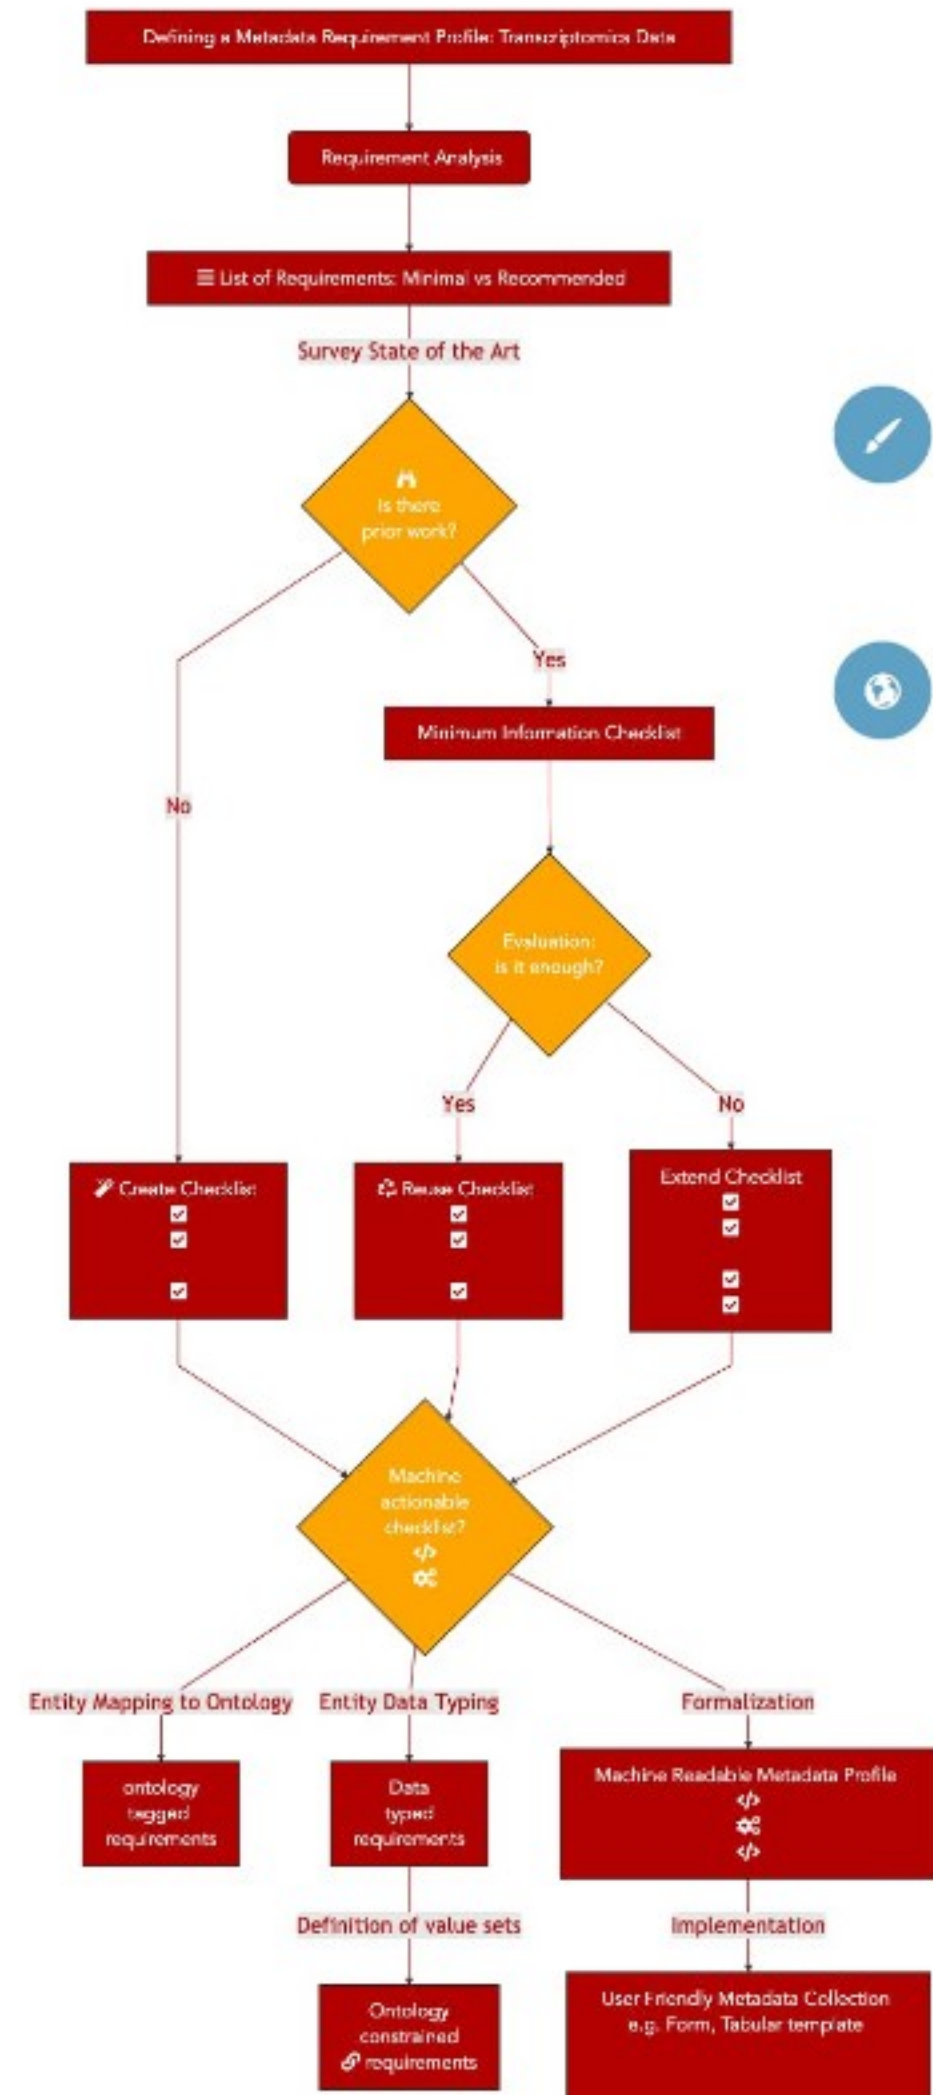 Defining a Metadata Requirement Profile: Transcriptomics Data
Requirement Analysis
List of Requirements: Minimal vs Recommended
Survey State of the Art
Is there
prior work?
Yes
Minimum Information Checklist
No
Evaluation:
is it enough?
Yes
No
Create Checklist
Reuse Checklist
Extend Checklist
Machine
actionable
checklist?
</>
Entity Mapping to Ontology
Entity Data Typing
Formalization
ontology
tagged
requirements
Data
typed
requirements
Machine Readable Metadata Profile
</>
</>
Definition of value sets
Implementation
Ontology
constrained
requirements
User Friendly Metadata Collection
e.g. Form, Tabular template